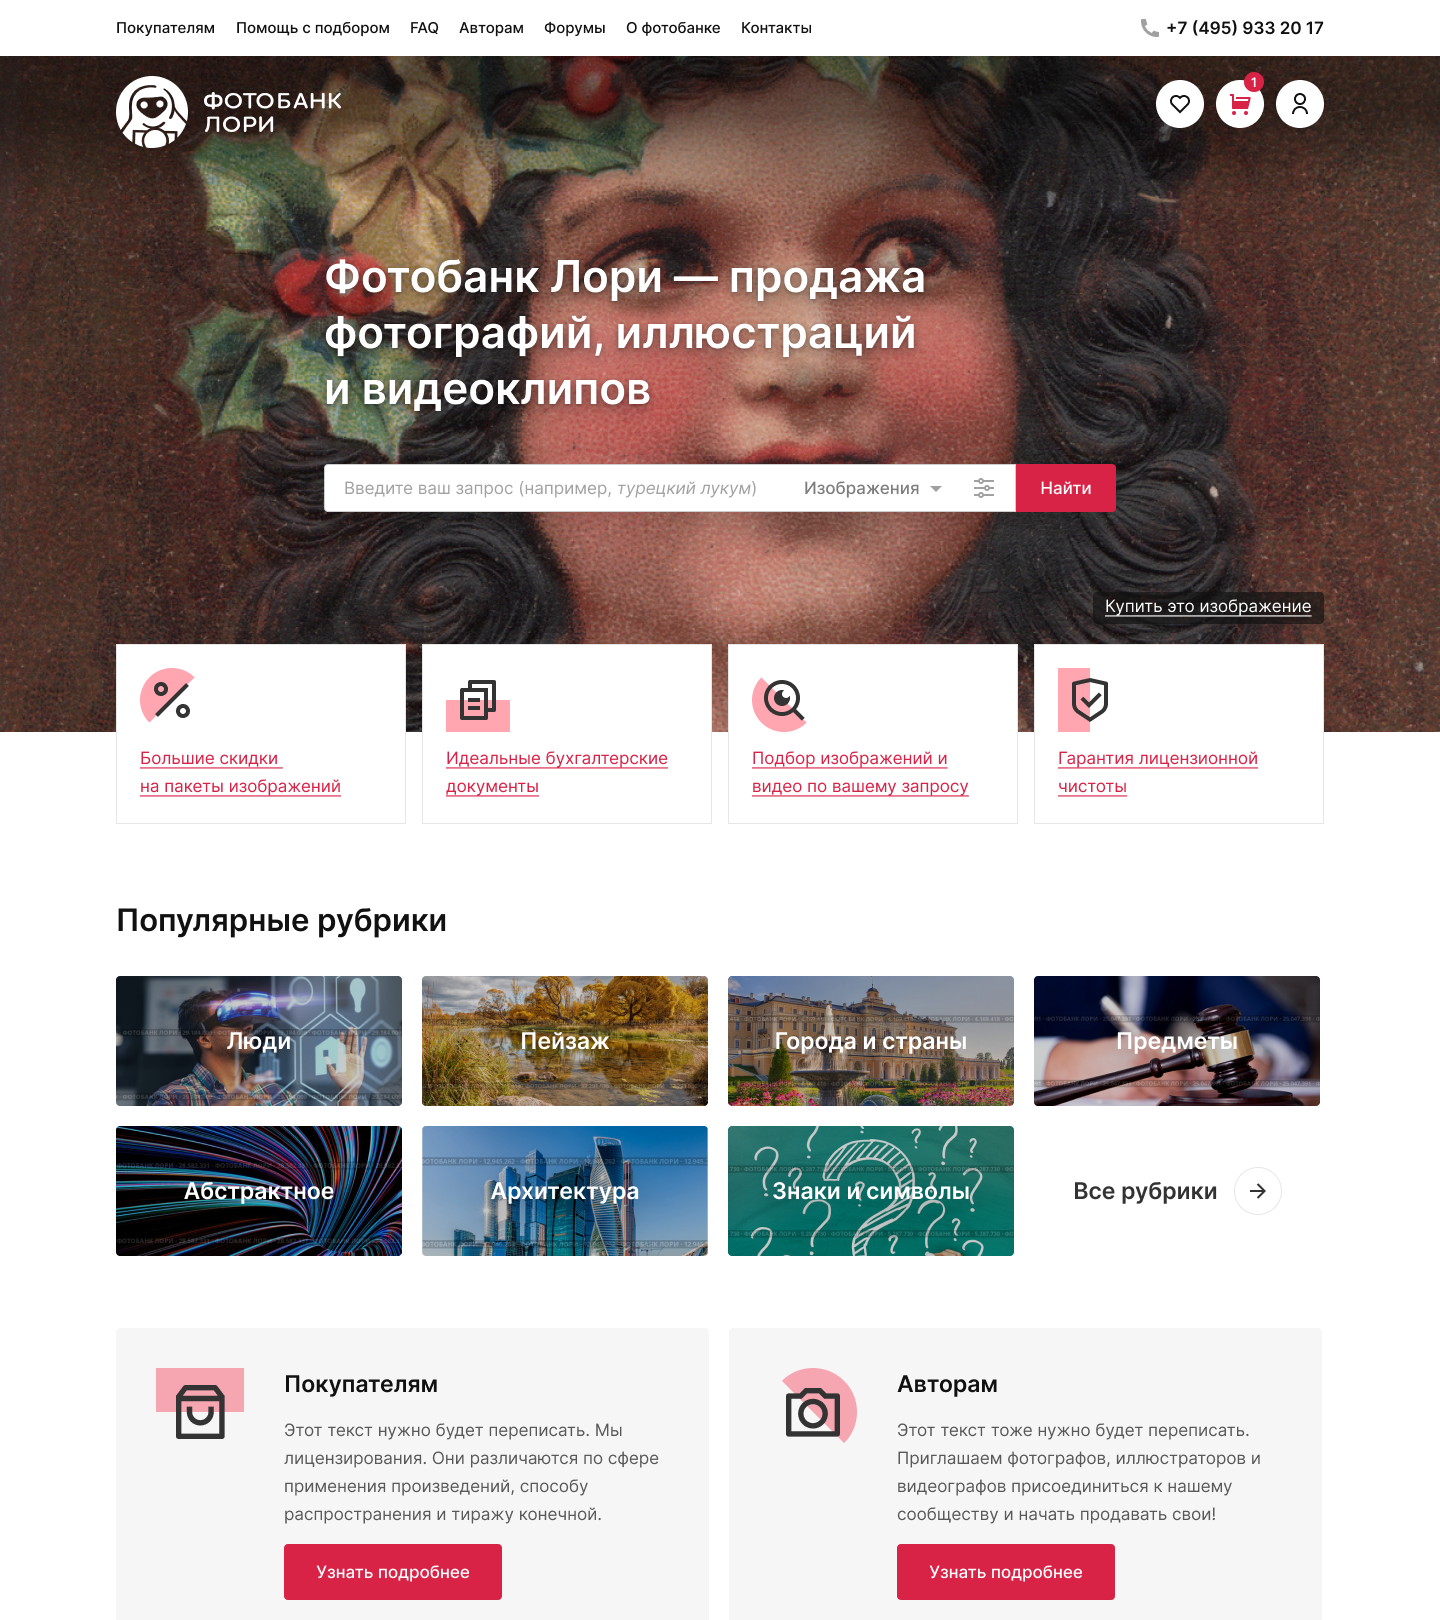 Покупателям Помощь с подбором FAQ Авторам Форумы О фотобанке Контакты
+7 (495) 933 20 17
ФОТОБАНК
ЛОРИ
1
Фотобанк Лори — продажа
фотографий, иллюстраций
и видеоклипов
Введите ваш запрос (например, турецкий лукум)
Изображения
Найти
Купить это изображение
Большие скидки
на пакеты изображений
Идеальные бухгалтерские
документы
Подбор изображений и
видео по вашему запросу
Гарантия лицензионной
чистоты
Популярные рубрики
Люди
Пейзаж
Города и страны
Предметы
Абстрактное
Архитектура
Знаки и символы
Все рубрики
Покупателям
Этот текст нужно будет переписать. Мы
лицензирования. Они различаются по сфере
применения произведений, способу
распространения и тиражу конечной.
Узнать подробнее
Авторам
Этот текст тоже нужно будет переписать.
Приглашаем фотографов, иллюстраторов и
видеографов присоединиться к нашему
сообществу и начать продавать свои!
Узнать подробнее